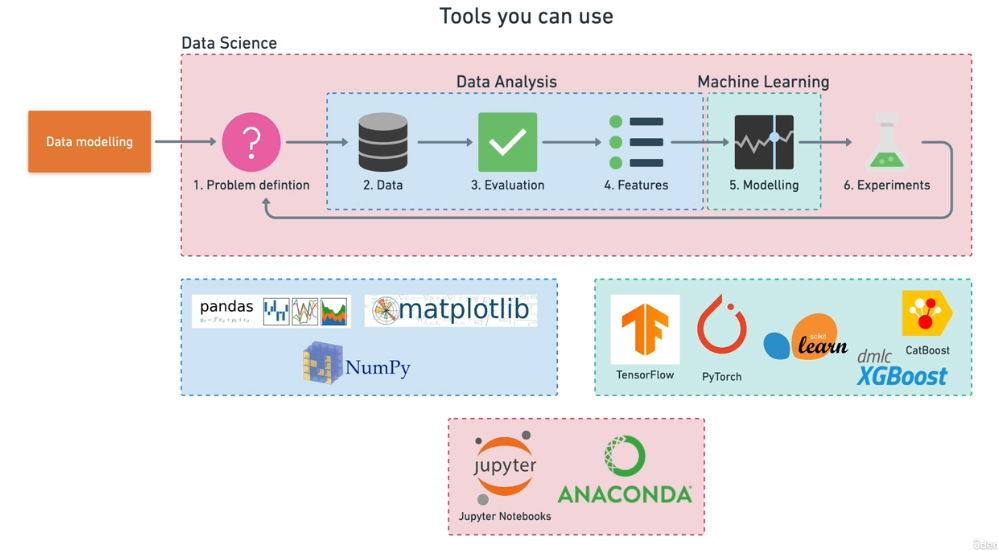 Tools you can use
Data Science
Data Analysis
Machine Learning
Data modelling
?
1. Problem defintion
2. Data
3. Evaluation
4. Features
5. Modelling
6. Experiments
pandas
matplotlib
NumPy
TensorFlow
PyTorch
scikit
learn
CatBoost
dmlc
XGBoost
jupyter
Jupyter Notebooks
ANACONDA